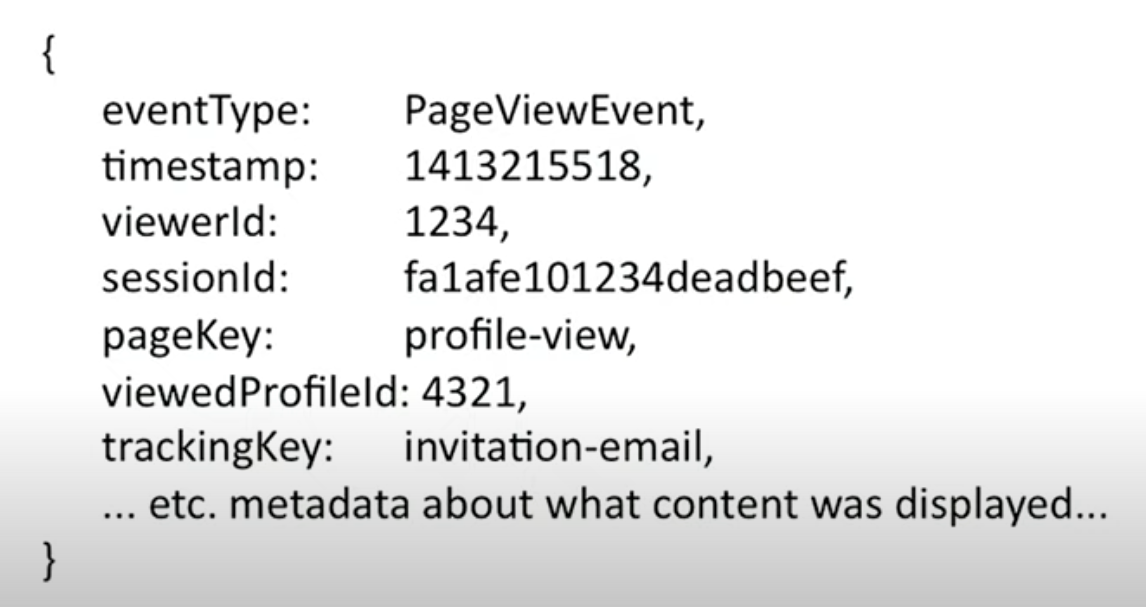 {
eventType: PageViewEvent,
timestamp: 1413215518,
viewerId: 1234,
sessionId: fa1afe101234deadbeef,
pageKey: profile-view,
viewedProfileId: 4321,
trackingKey: invitation-email,
... etc. metadata about what content was displayed...
}